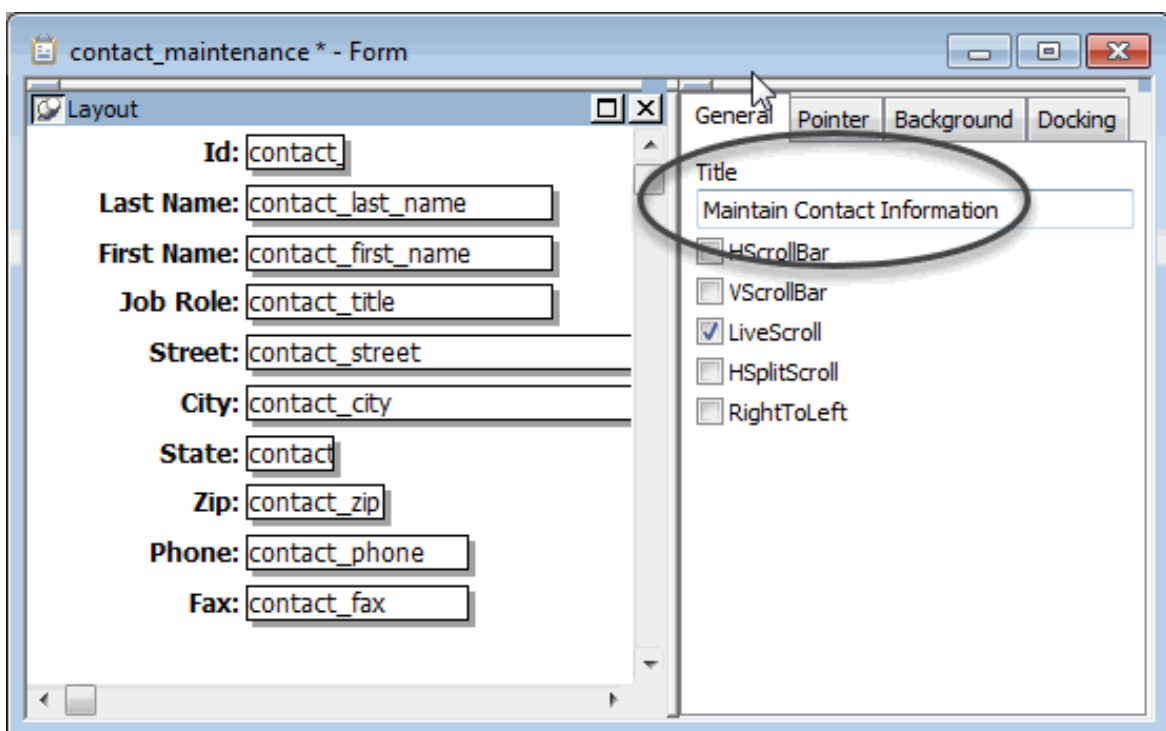 contact_maintenance * - Form
Layout
Id: contact_
Last Name: contact_last_name
First Name: contact_first_name
Job Role: contact_title
Street: contact_street
City: contact_city
State: contact
Zip: contact_zip
Phone: contact_phone
Fax: contact_fax
General Pointer Background Docking
Title
Maintain Contact Information
HScrollBar
VScrollBar
LiveScroll
HSplitScroll
RightToLeft